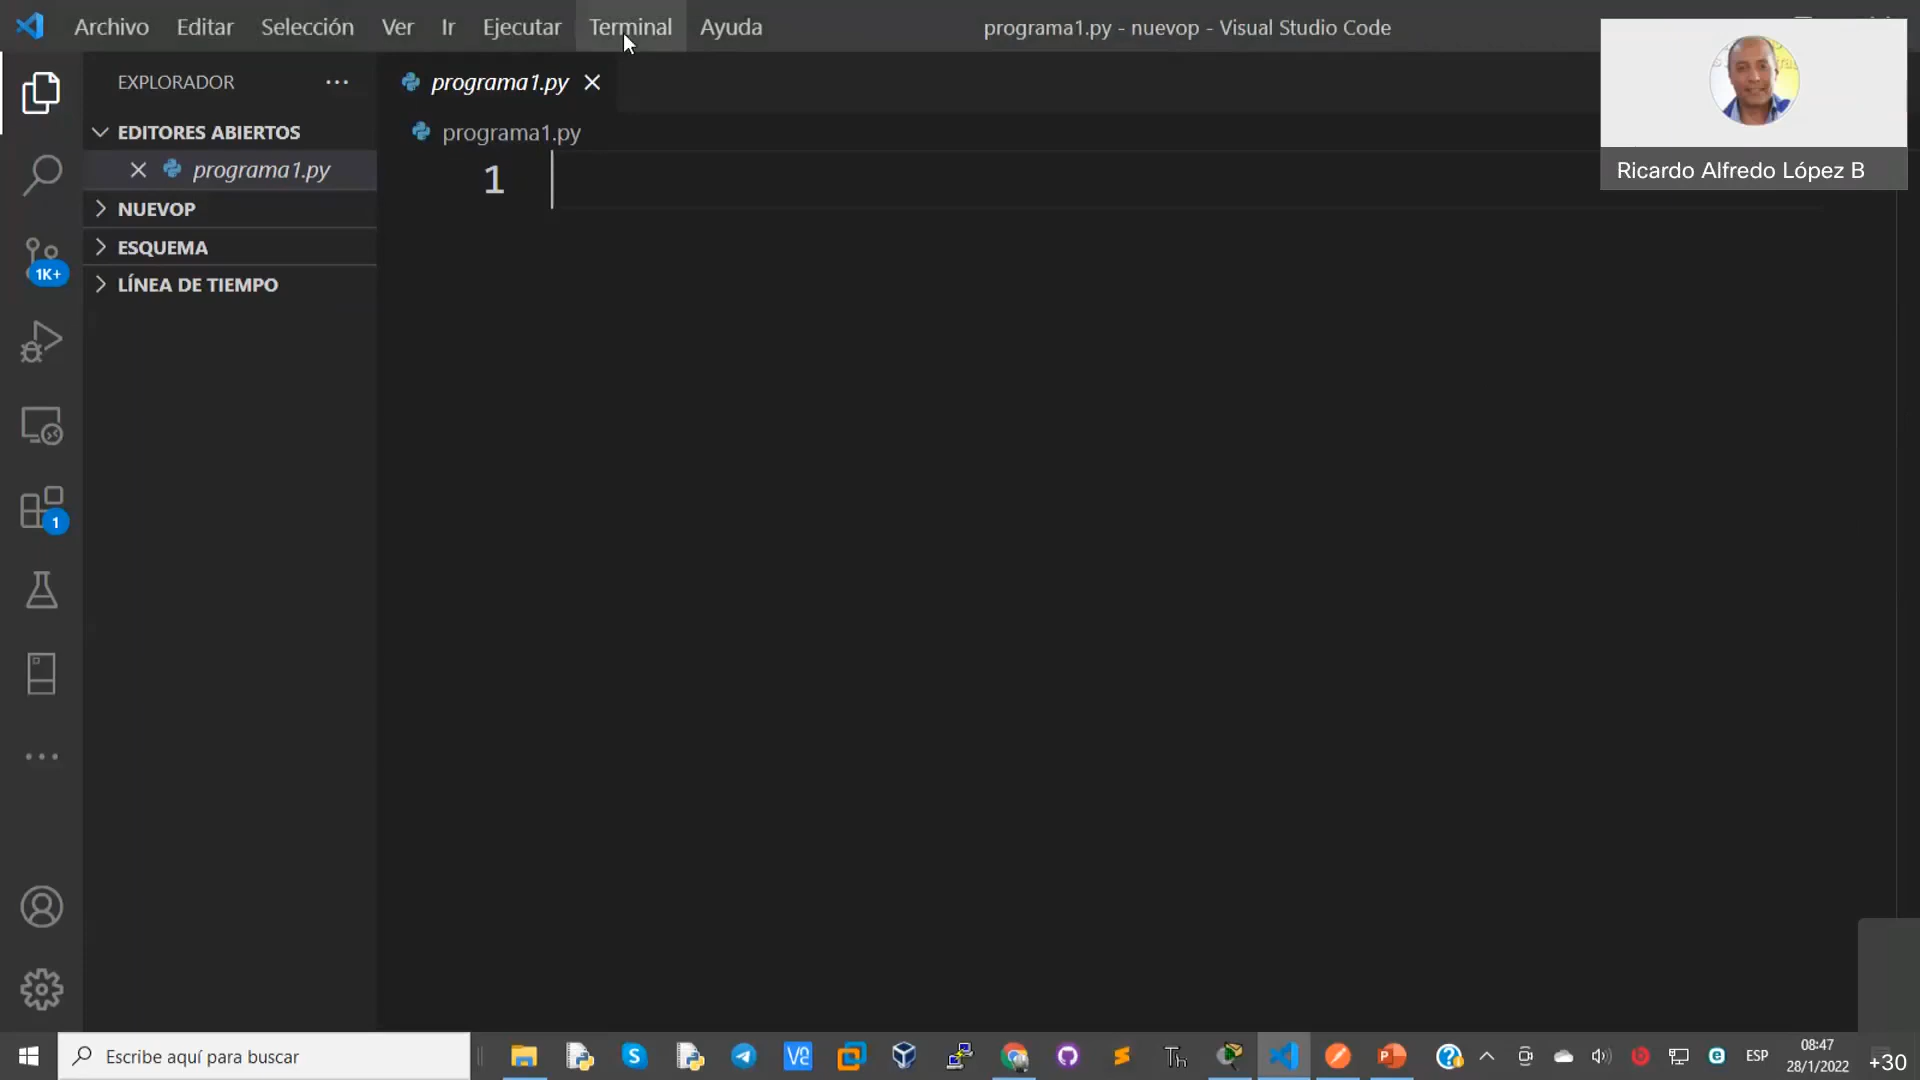 Archivo Editar Selección Ver Ir Ejecutar Terminal Ayuda programa1.py - nuevop - Visual Studio Code
EXPLORADOR
programa1.py
Ricardo Alfredo López B
EDITORES ABIERTOS
programa1.py
programa1.py
1
NUEVOP
ESQUEMA
LÍNEA DE TIEMPO
1K+
1
Escribe aquí para buscar
ESP
08:47
28/1/2022
+30